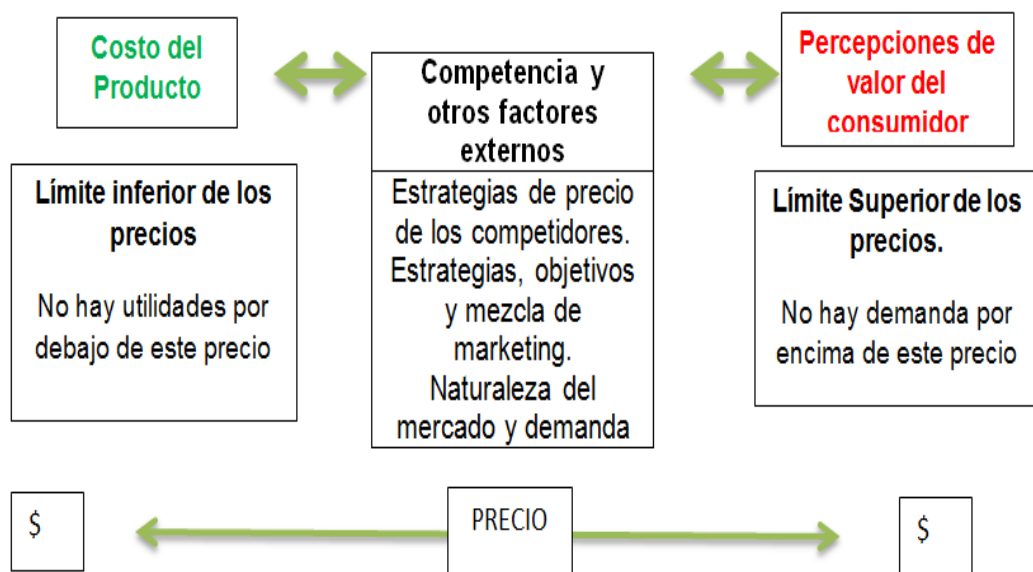 Costo del
Producto
Límite inferior de los
precios
No hay utilidades por
debajo de este precio
Competencia y
otros factores
externos
Estrategias de precio
de los competidores.
Estrategias, objetivos
y mezcla de
marketing.
Naturaleza del
mercado y demanda
Percepciones de
valor del
consumidor
Límite Superior de los
precios.
No hay demanda por
encima de este precio
$
PRECIO
$